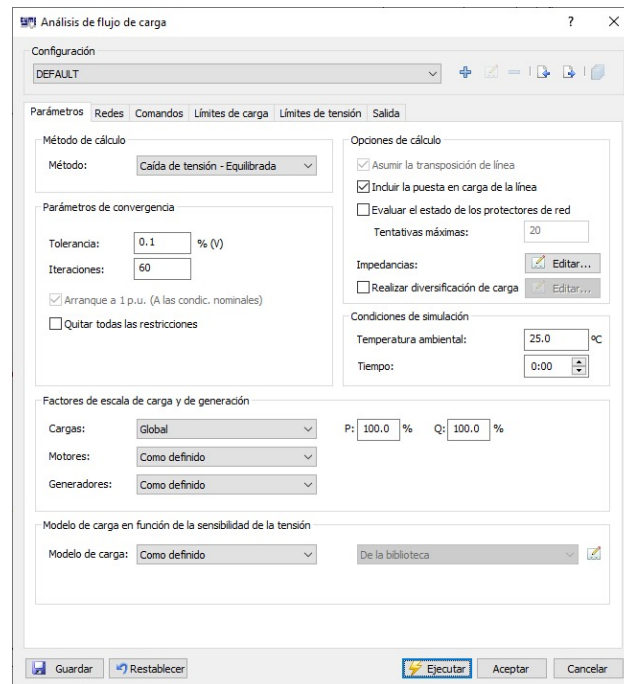 Análisis de flujo de carga
Configuración
DEFAULT
Parámetros Redes Comandos Límites de carga Límites de tensión Salida
Método de cálculo
Método: Caída de tensión - Equilibrada
Parámetros de convergencia
Tolerancia: 0.1 % (V)
Iteraciones: 60
Arranque a 1 p.u. (A las condic. nominales)
Quitar todas las restricciones
Opciones de cálculo
Asumir la transposición de línea
Incluir la puesta en carga de la línea
Evaluar el estado de los protectores de red
Tentativas máximas: 20
Impedancias: Editar...
Realizar diversificación de carga Editar...
Condiciones de simulación
Temperatura ambiental: 25.0 ºC
Tiempo: 0:00
Factores de escala de carga y de generación
Cargas: Global P: 100.0 % Q: 100.0 %
Motores: Como definido
Generadores: Como definido
Modelo de carga en función de la sensibilidad de la tensión
Modelo de carga: Como definido De la biblioteca
Guardar Restablecer Ejecutar Aceptar Cancelar